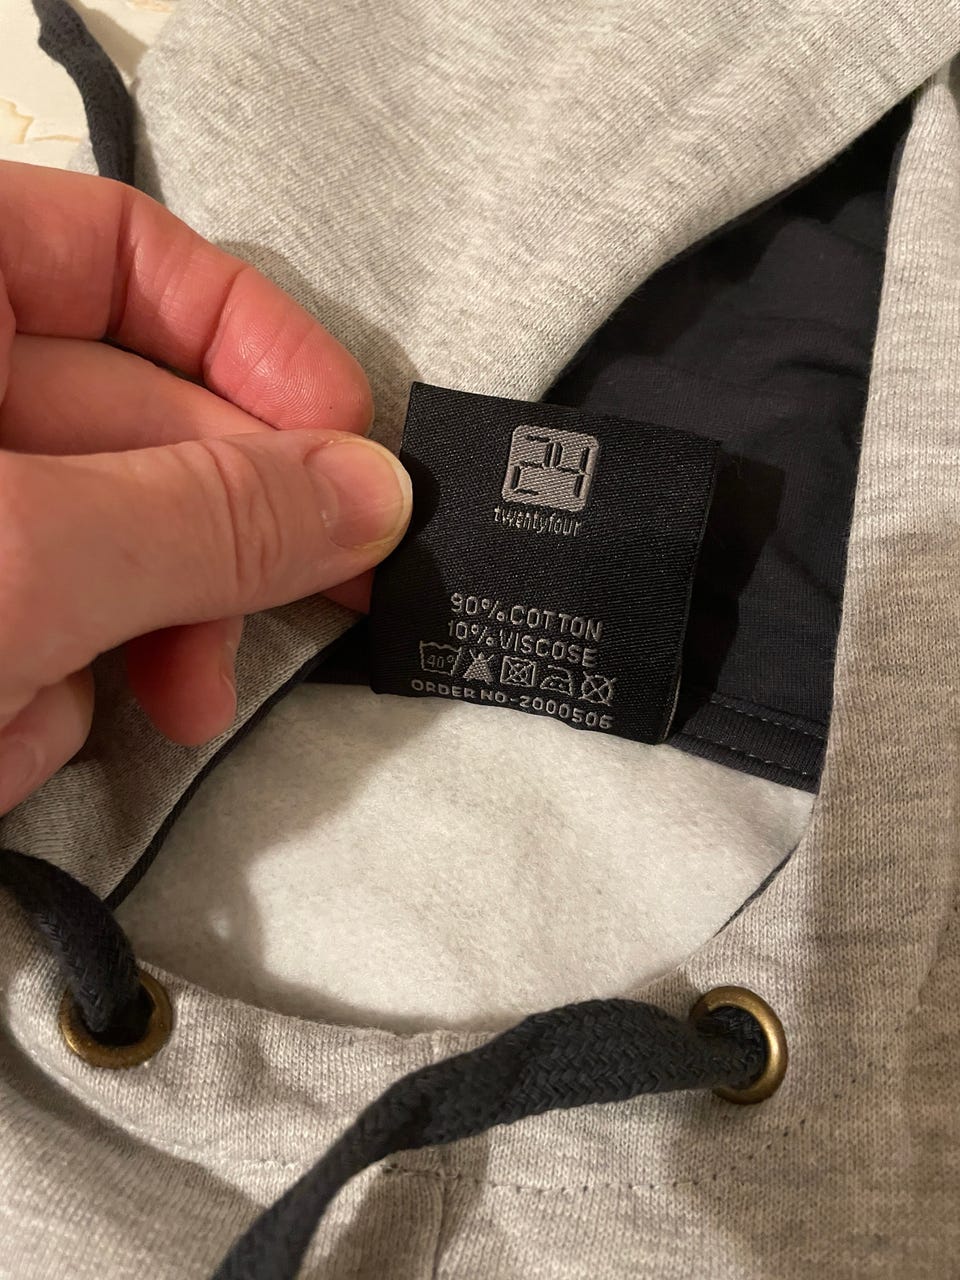 24
twentyfour
90% COTTON
10% VISCOSE
40°
ORDER NO-2000506